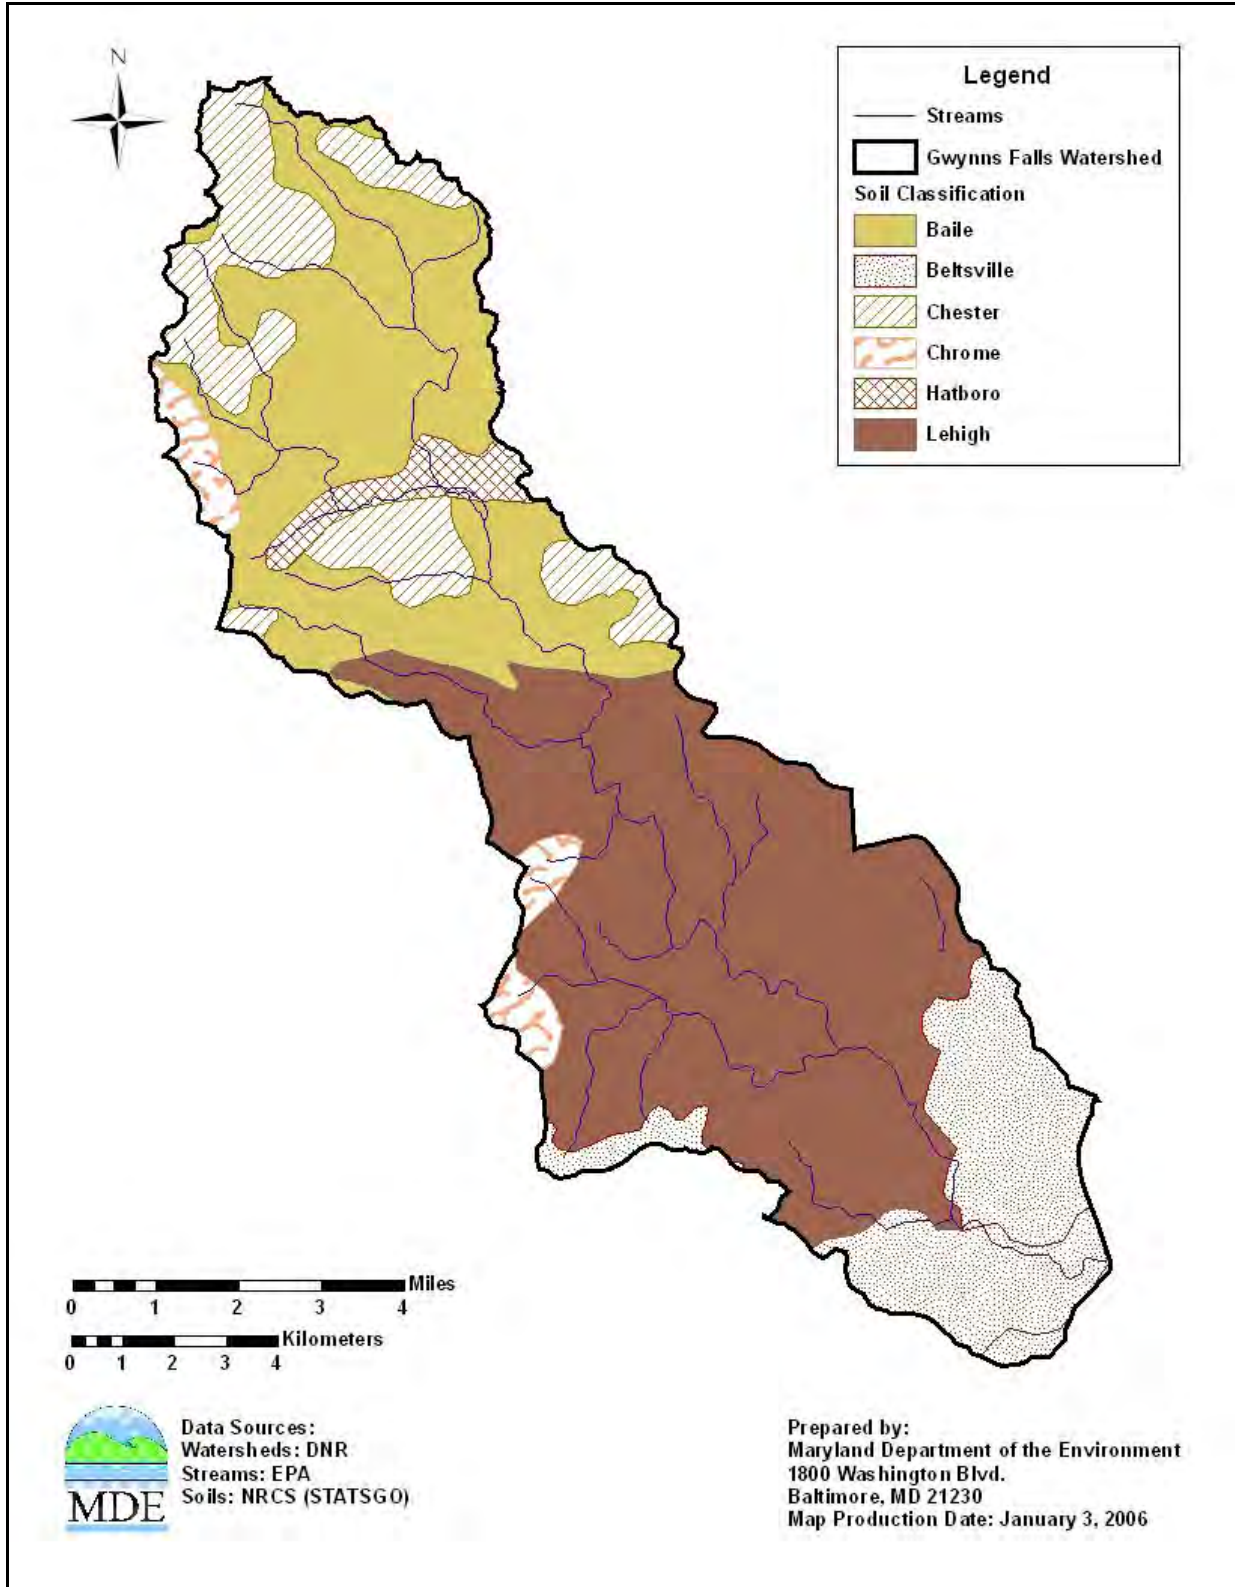 N
Legend
Streams
Gwynns Falls Watershed
Soil Classification
Baile
Beltsville
Chester
Chrome
Hatboro
Lehigh
Miles
0 1 2 3 4
Kilometers
0 1 2 3 4
MDE
Data Sources:
Watersheds: DNR
Streams: EPA
Soils: NRCS (STATSGO)
Prepared by:
Maryland Department of the Environment
1800 Washington Blvd.
Baltimore, MD 21230
Map Production Date: January 3, 2006